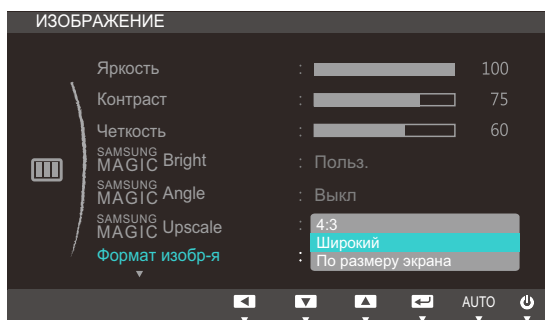 ИЗОБРАЖЕНИЕ
Яркость : 100
Контраст : 75
Четкость : 60
SAMSUNG MAGIC Bright : Польз.
SAMSUNG MAGIC Angle : Выкл
SAMSUNG MAGIC Upscale : 4:3
Широкий
Формат изобр-я : По размеру экрана
AUTO